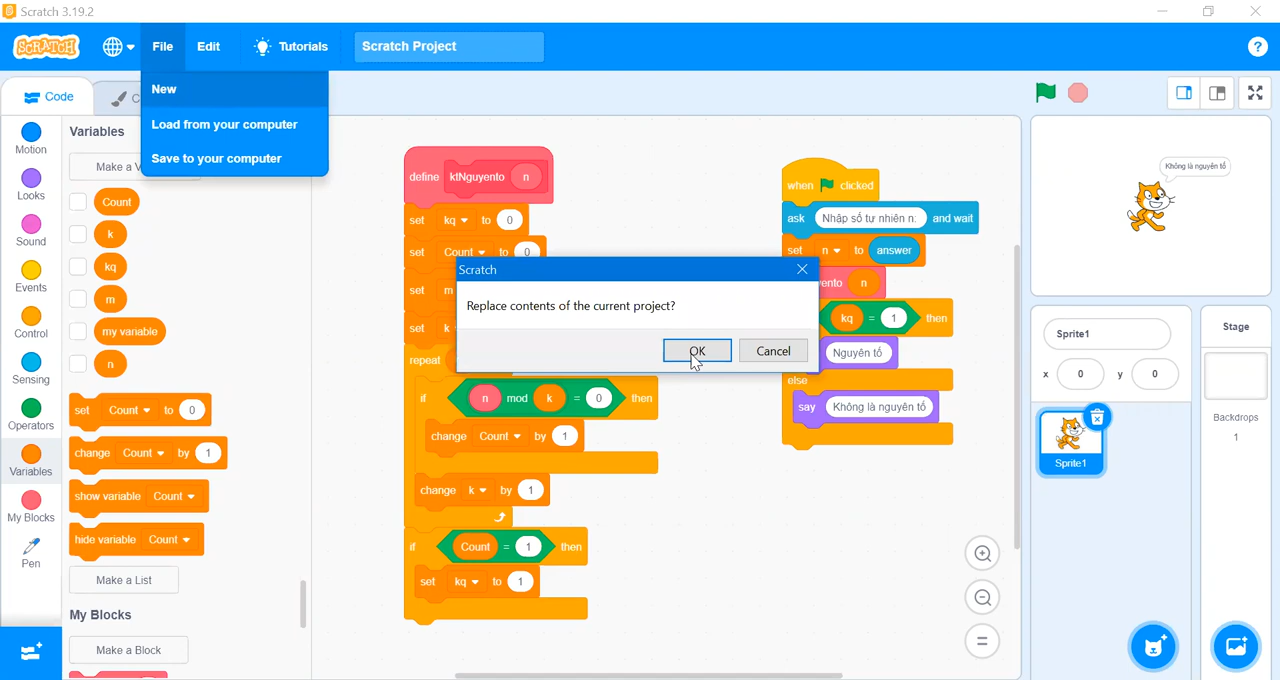 Scratch 3.19.2
SCRATCH
File
Edit
Tutorials
Scratch Project
New
Load from your computer
Save to your computer
Code
C
Motion
Looks
Sound
Events
Control
Sensing
Operators
Variables
My Blocks
Pen
Variables
Make a V
Count
k
kq
m
my variable
n
set Count to 0
change Count by 1
show variable Count
hide variable Count
Make a List
My Blocks
Make a Block
define ktNguyento n
set kq to 0
set Count to 0
set m
set k
repeat
if n mod k = 0 then
change Count by 1
change k by 1
if Count = 1 then
set kq to 1
Scratch
Replace contents of the current project?
OK
Cancel
when clicked
ask Nhập số tự nhiên n: and wait
set n to answer
ento n
kq = 1 then
Nguyên tố
else
say Không là nguyên tố
Không là nguyên tố
Sprite1
x 0 y 0
Sprite1
Stage
Backdrops
1